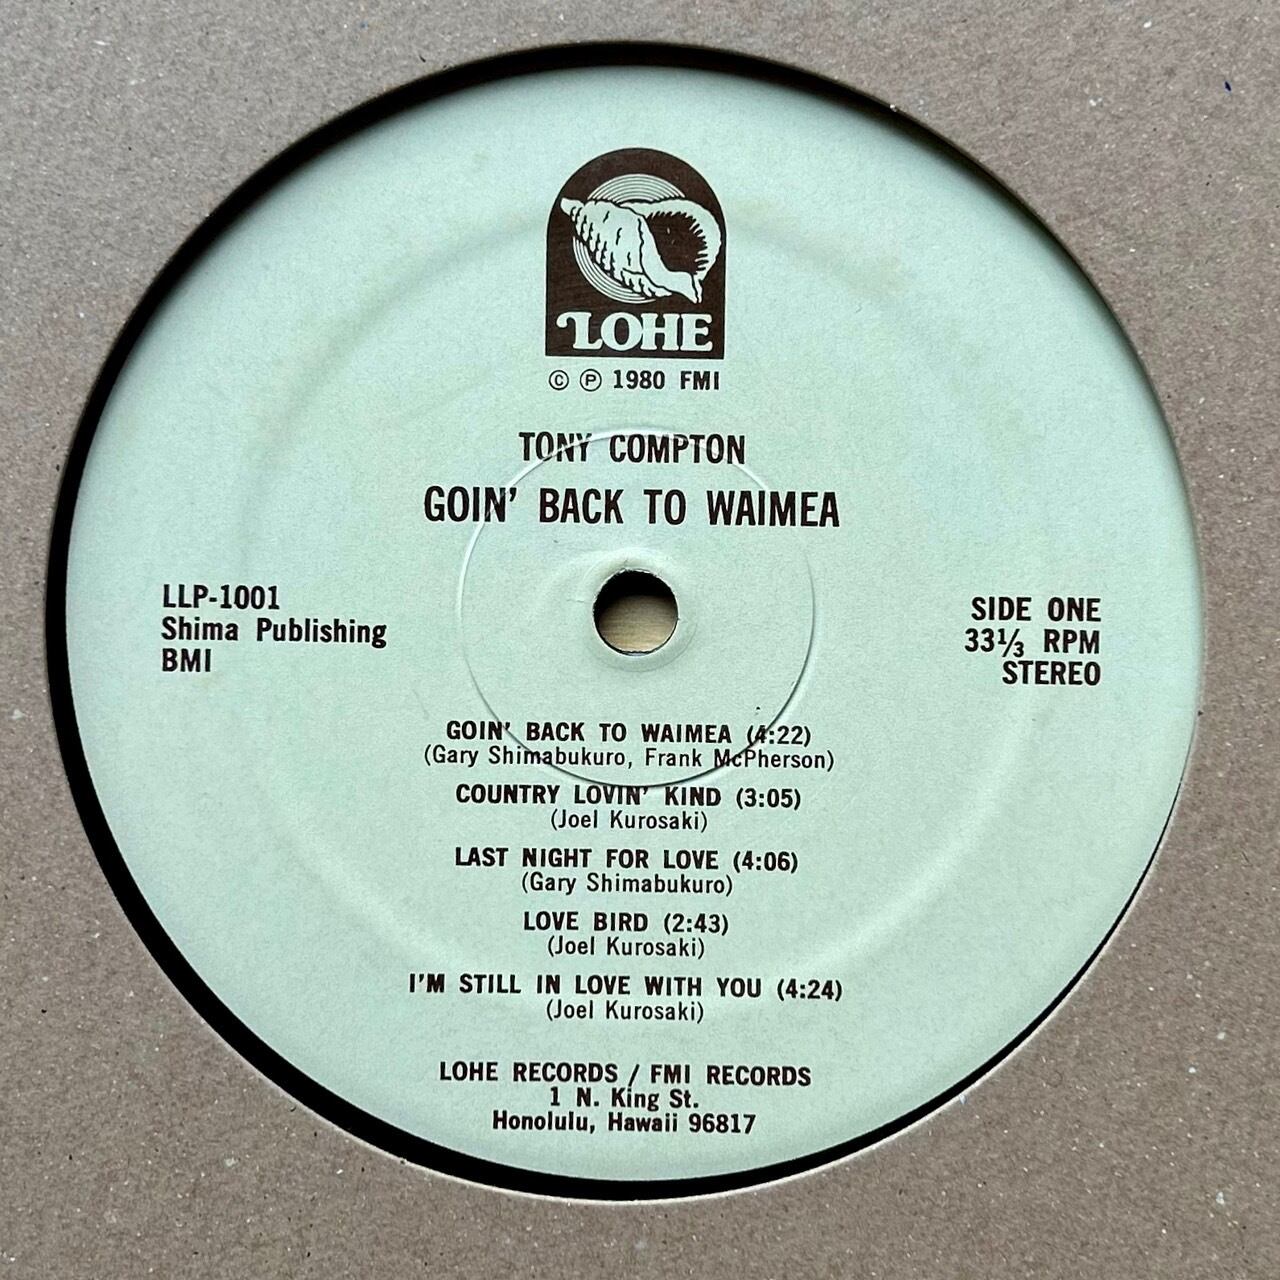 LOHE
© ℗ 1980 FMI
TONY COMPTON
GOIN' BACK TO WAIMEA
LLP-1001
Shima Publishing
BMI
SIDE ONE
33⅓ RPM
STEREO
GOIN' BACK TO WAIMEA (4:22)
(Gary Shimabukuro, Frank McPherson)
COUNTRY LOVIN' KIND (3:05)
(Joel Kurosaki)
LAST NIGHT FOR LOVE (4:06)
(Gary Shimabukuro)
LOVE BIRD (2:43)
(Joel Kurosaki)
I'M STILL IN LOVE WITH YOU (4:24)
(Joel Kurosaki)
LOHE RECORDS / FMI RECORDS
1 N. King St.
Honolulu, Hawaii 96817